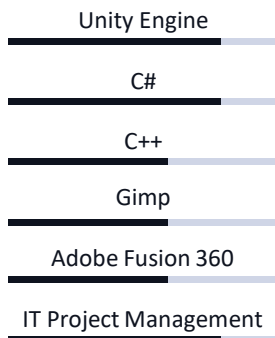 Unity Engine
C#
C++
Gimp
Adobe Fusion 360
IT Project Management